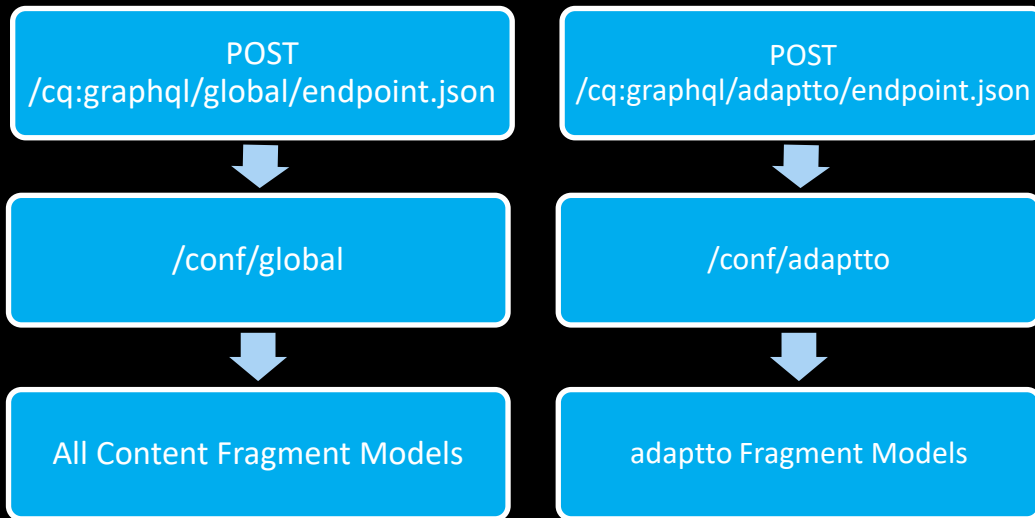 POST
/cq:graphql/global/endpoint.json
POST
/cq:graphql/adaptto/endpoint.json
/conf/global
/conf/adaptto
All Content Fragment Models
adaptto Fragment Models